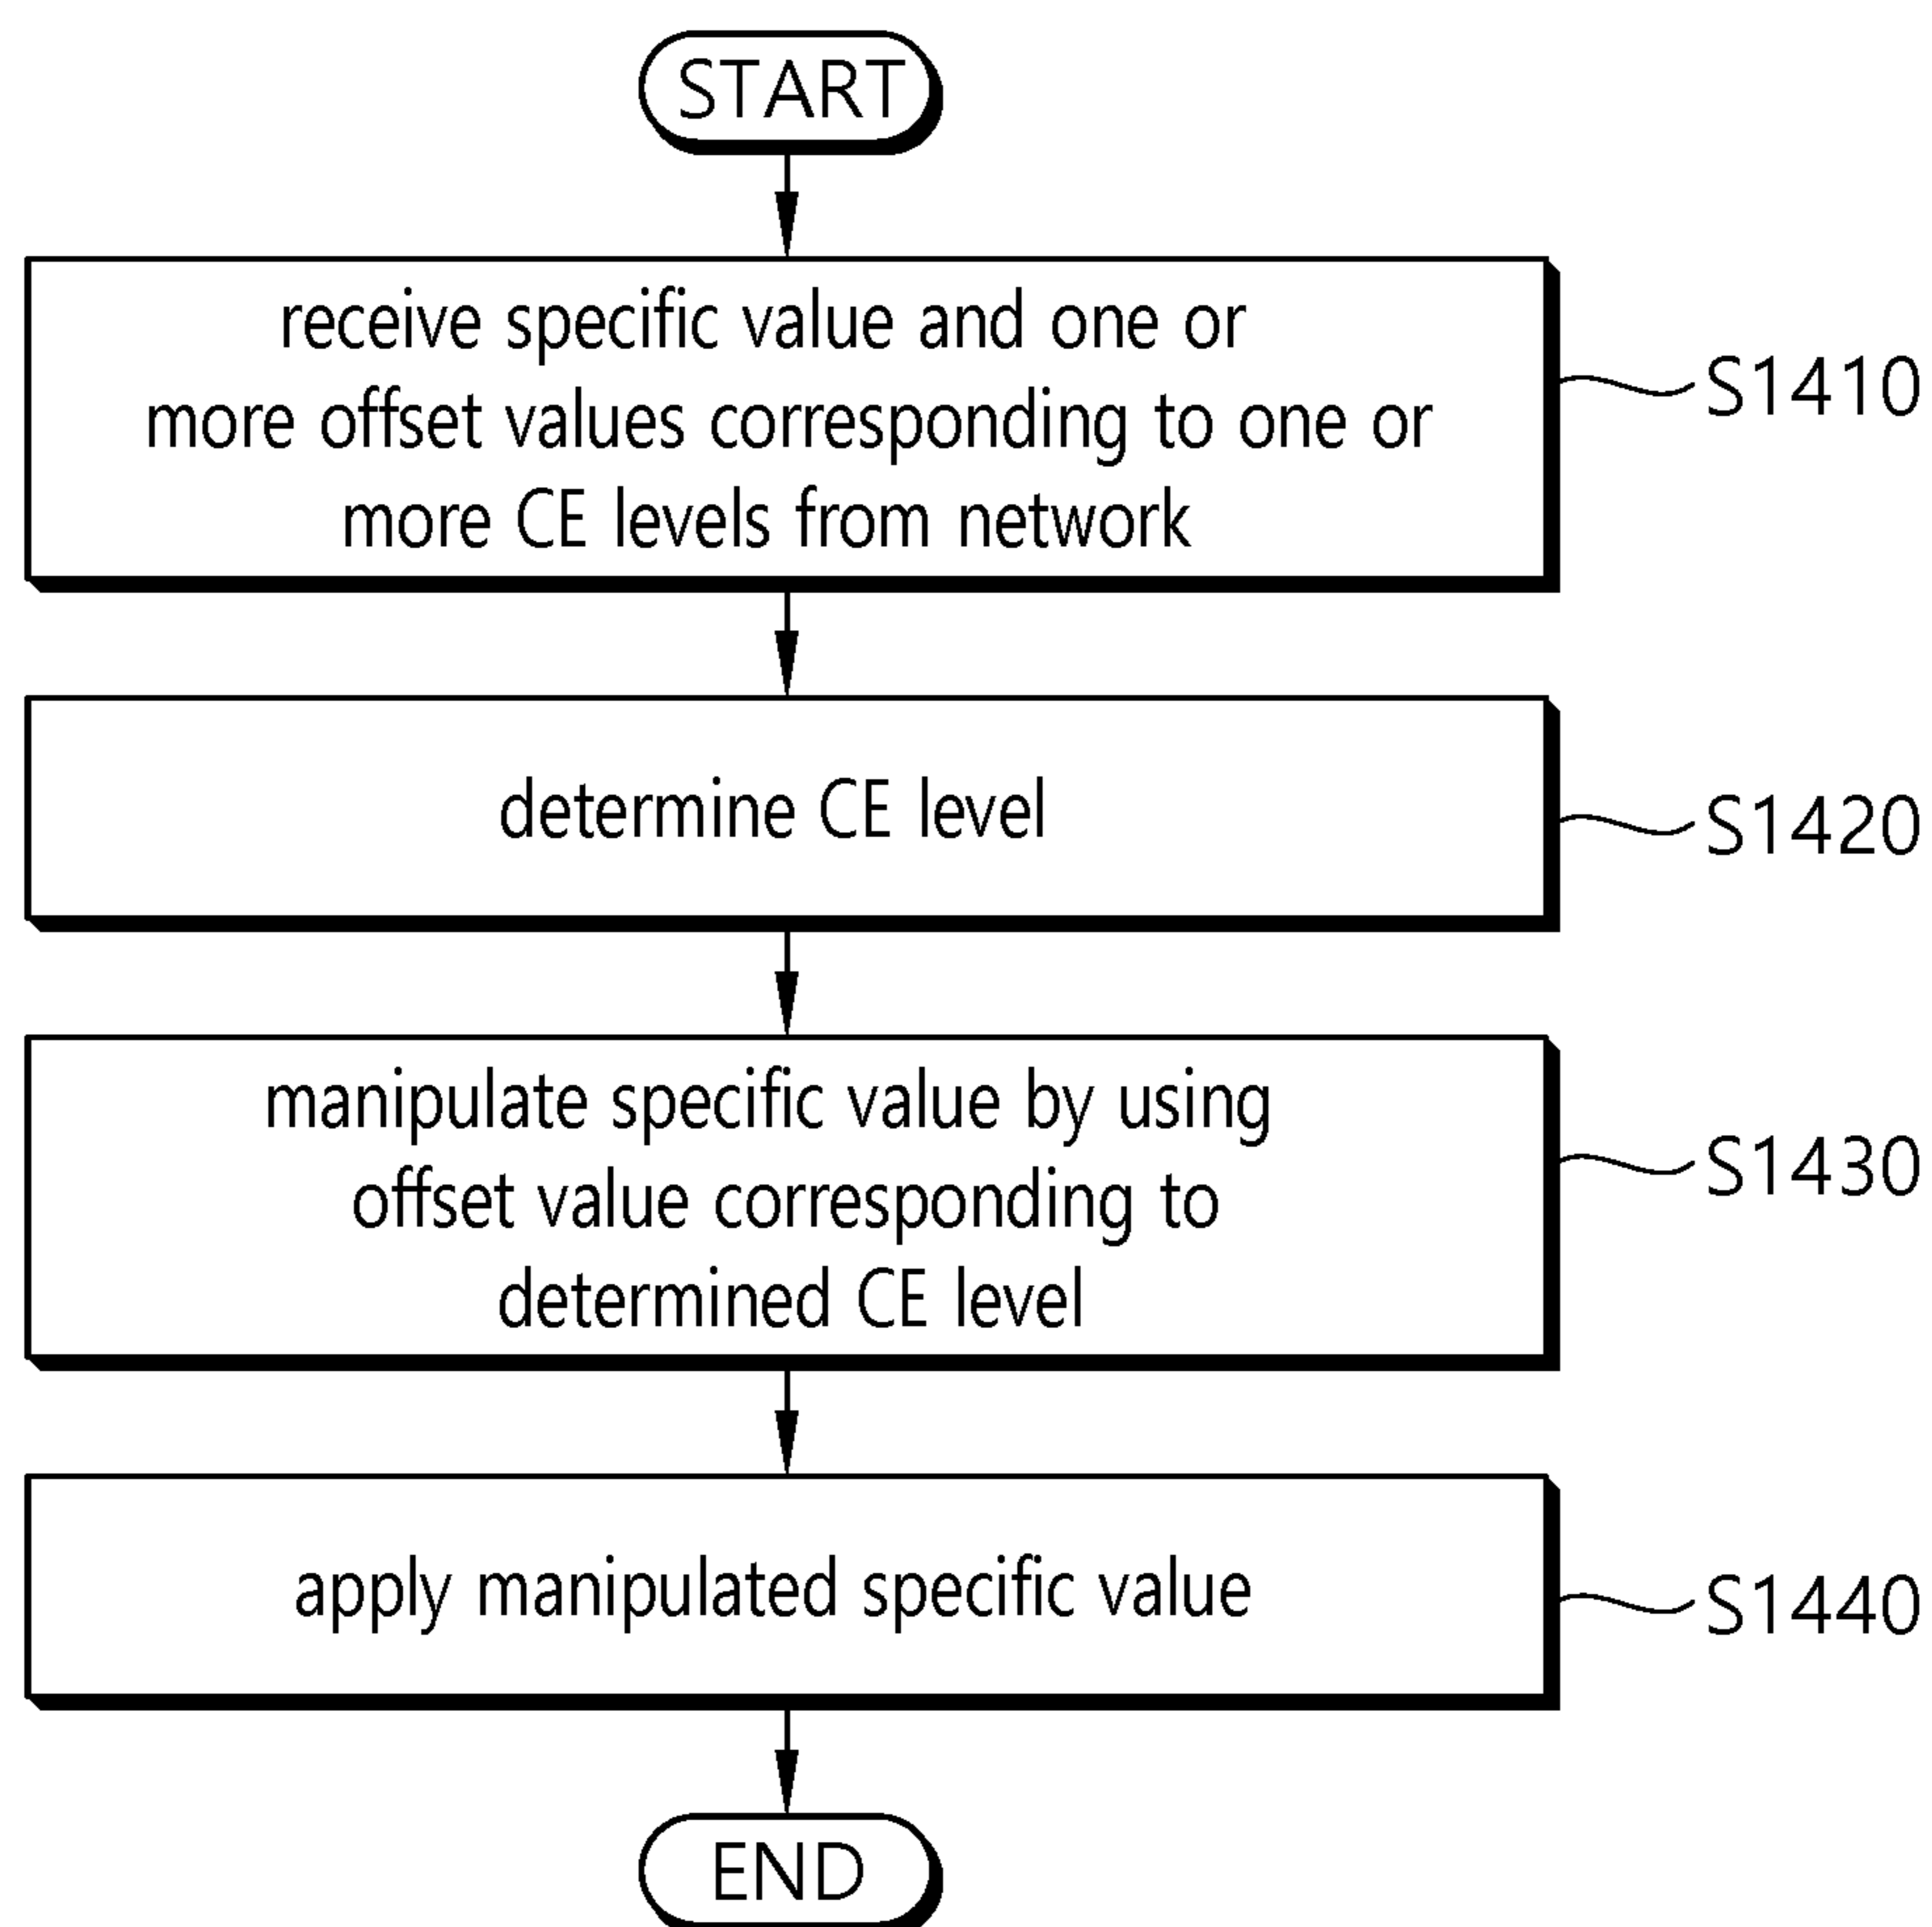 START
receive specific value and one or
more offset values corresponding to one or
more CE levels from network
S1410
determine CE level
S1420
manipulate specific value by using
offset value corresponding to
determined CE level
S1430
apply manipulated specific value
S1440
END